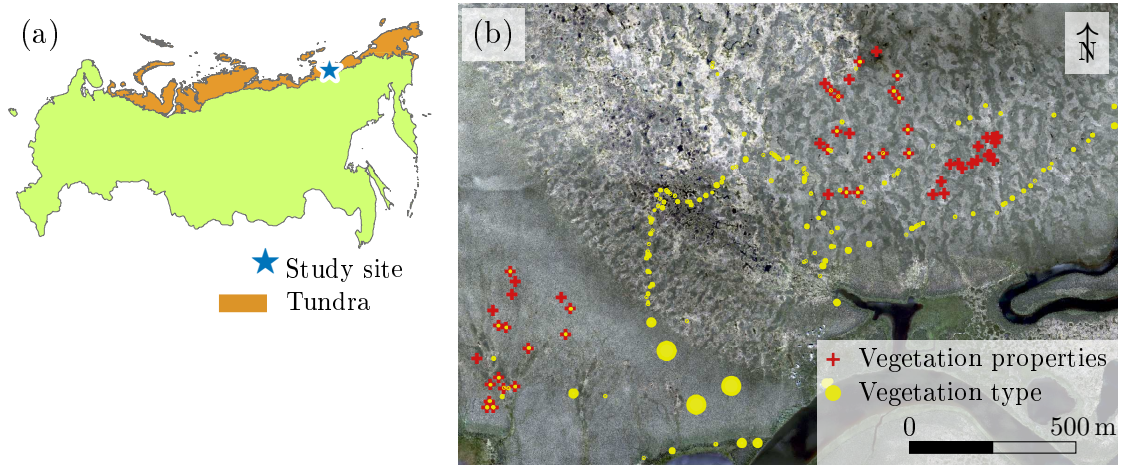 (a)
Study site
Tundra
(b)
N
Vegetation properties
Vegetation type
0 500 m